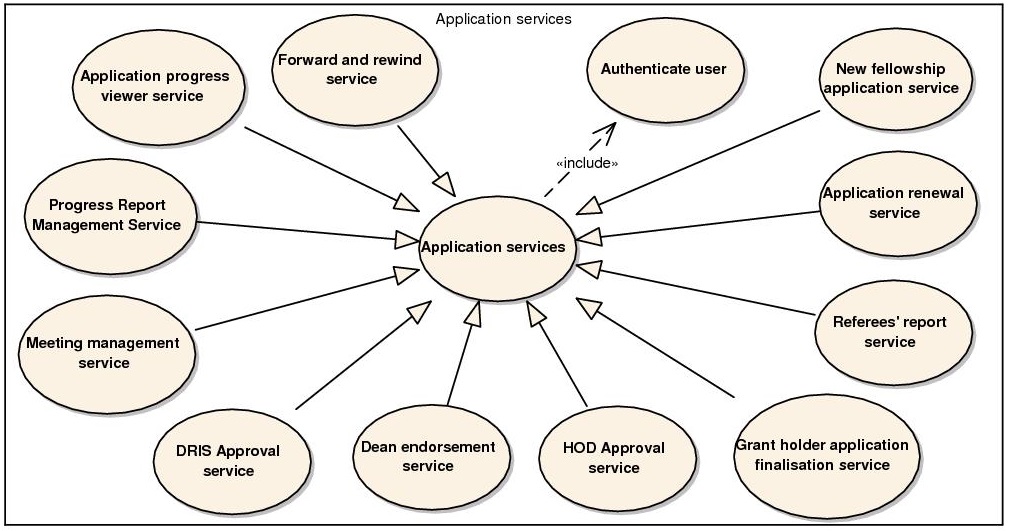 Application services
Forward and rewind
service
Authenticate user
New fellowship
application service
Application progress
viewer service
«include»
Progress Report
Management Service
Application services
Application renewal
service
Meeting management
service
Referees' report
service
DRIS Approval
service
Dean endorsement
service
HOD Approval
service
Grant holder application
finalisation service